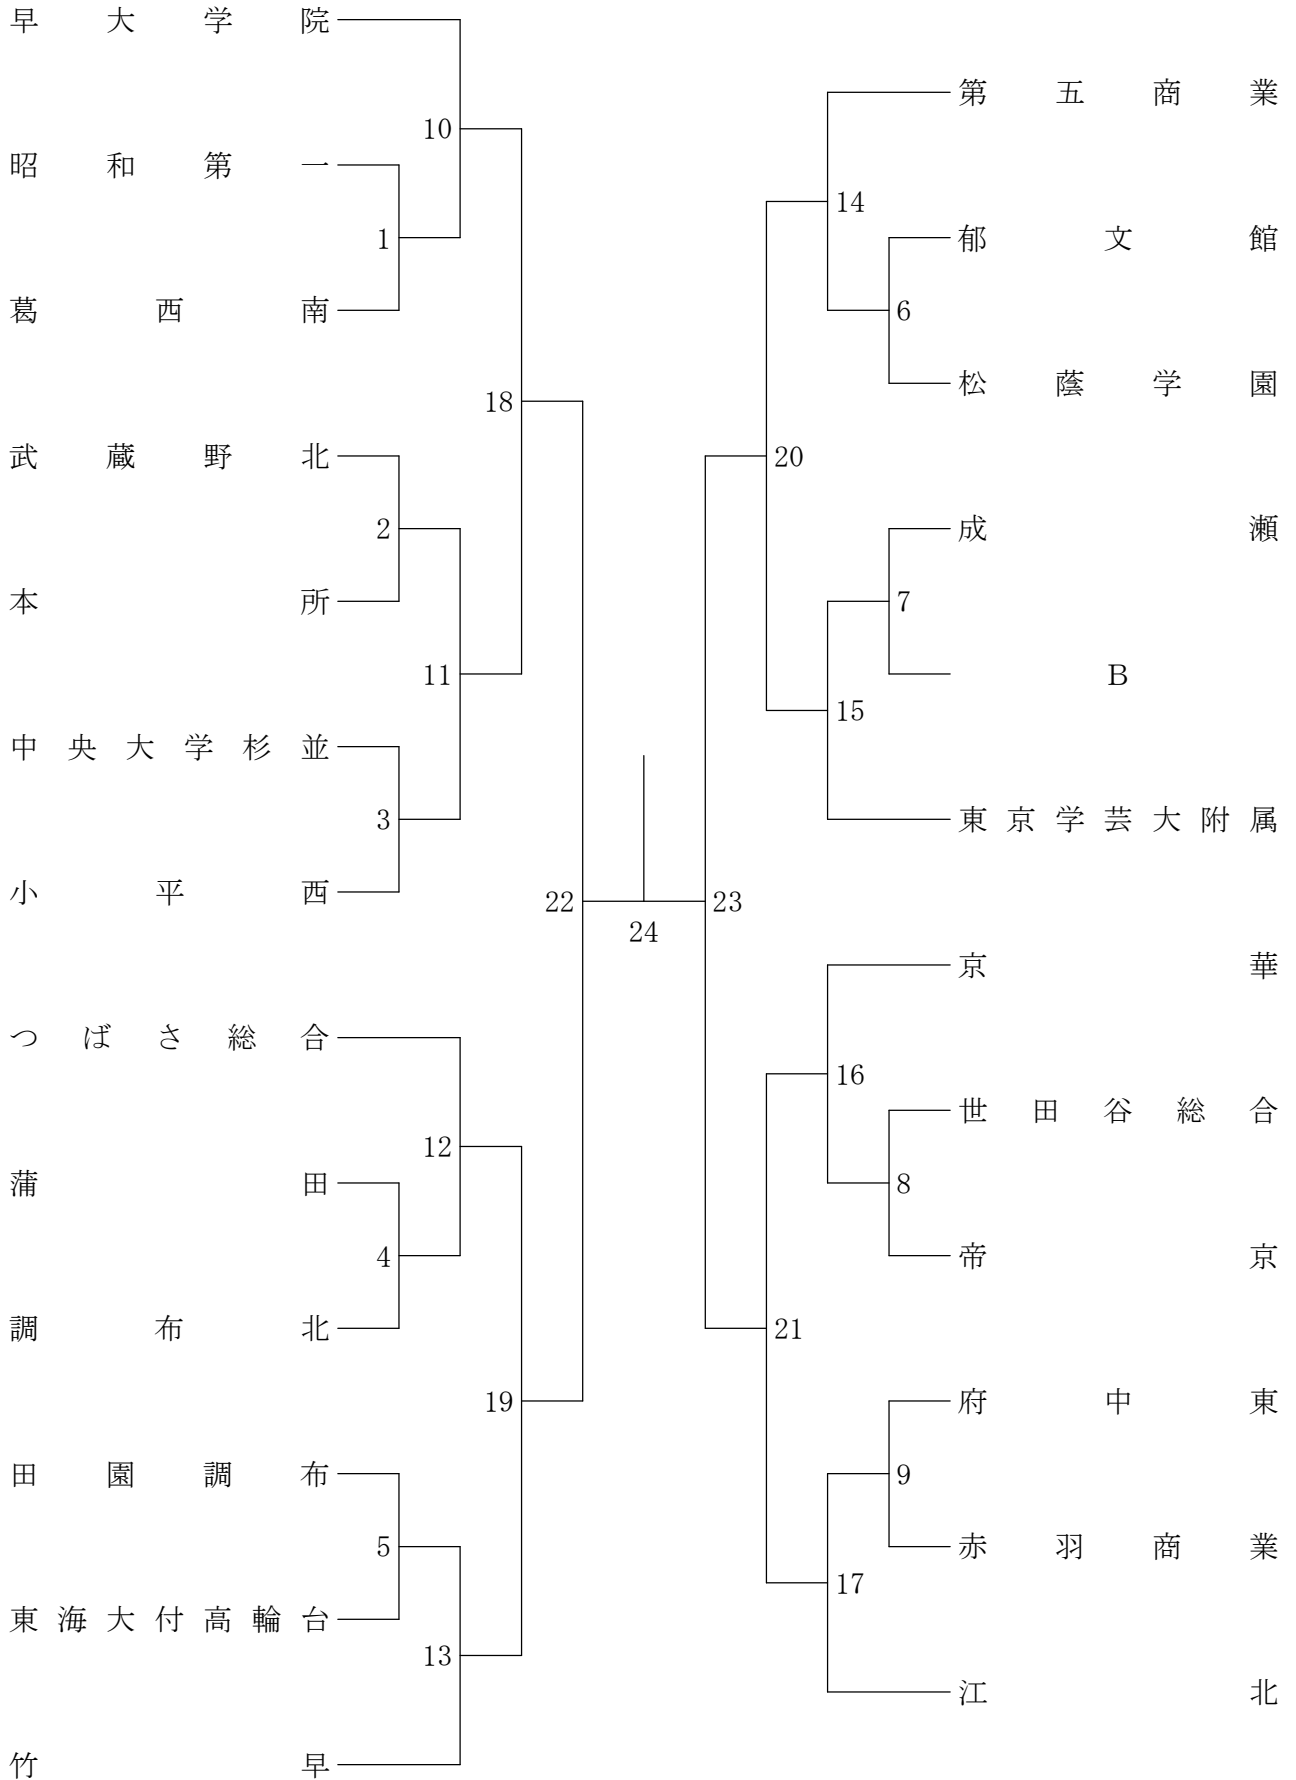 早大学院
昭和第一
葛西南
武蔵野北
本所
中央大学杉並
小平西
つばさ総合
蒲田
調布北
田園調布
東海大付高輪台
竹早
1
2
3
4
5
10
11
12
13
18
19
22
24
23
20
21
14
15
16
17
6
7
8
9
第五商業
郁文館
松蔭学園
成瀬
B
東京学芸大附属
京華
世田谷総合
帝京
府中東
赤羽商業
江北